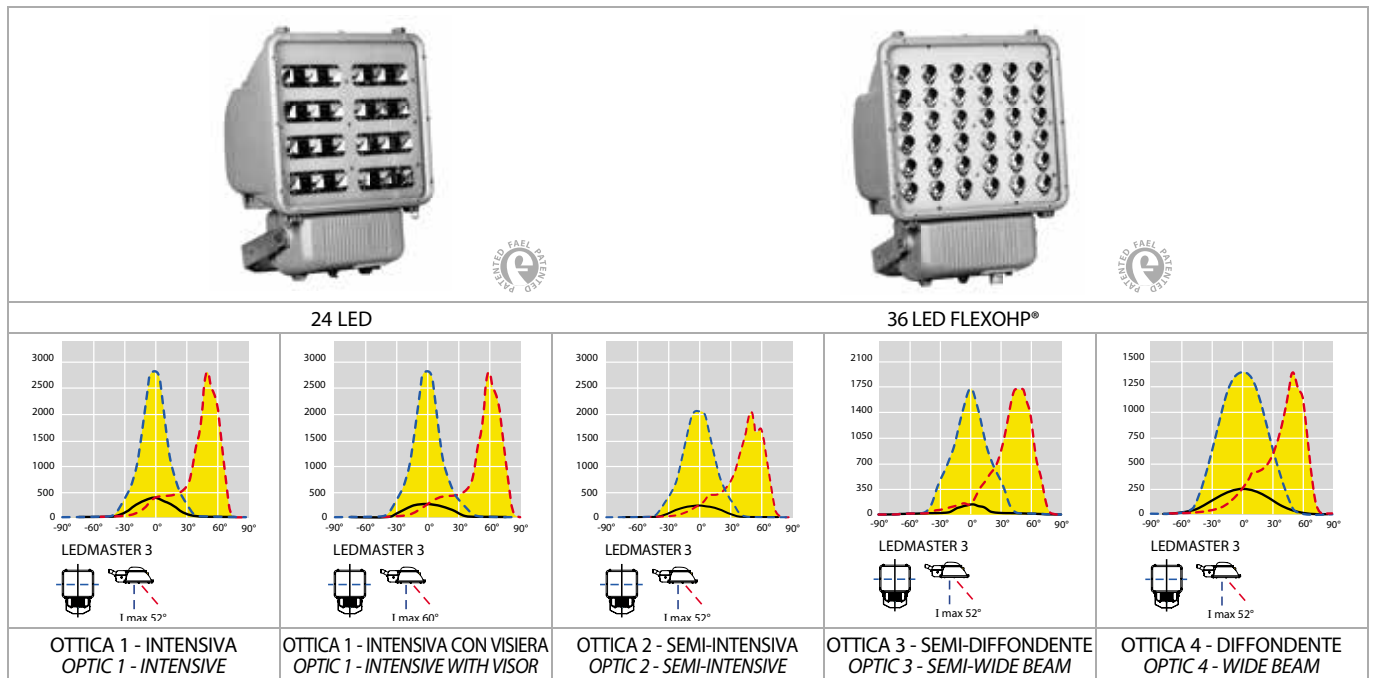 PATENTED FAEL PATENTED
PATENTED FAEL PATENTED
24 LED
36 LED FLEXOHP®
3000
2500
2000
1500
1000
500
0
-90° -60° -30° 0° 30° 60° 90°
LEDMASTER 3
I max 52°
3000
2500
2000
1500
1000
500
0
-90° -60° -30° 0° 30° 60° 90°
LEDMASTER 3
I max 60°
3000
2500
2000
1500
1000
500
0
-90° -60° -30° 0° 30° 60° 90°
LEDMASTER 3
I max 52°
2100
1750
1400
1050
700
350
0
-90° -60° -30° 0° 30° 60° 90°
LEDMASTER 3
I max 52°
1500
1250
1000
750
500
250
0
-90° -60° -30° 0° 30° 60° 90°
LEDMASTER 3
I max 52°
OTTICA 1 - INTENSIVA
OPTIC 1 - INTENSIVE
OTTICA 1 - INTENSIVA CON VISIERA
OPTIC 1 - INTENSIVE WITH VISOR
OTTICA 2 - SEMI-INTENSIVA
OPTIC 2 - SEMI-INTENSIVE
OTTICA 3 - SEMI-DIFFONDENTE
OPTIC 3 - SEMI-WIDE BEAM
OTTICA 4 - DIFFONDENTE
OPTIC 4 - WIDE BEAM